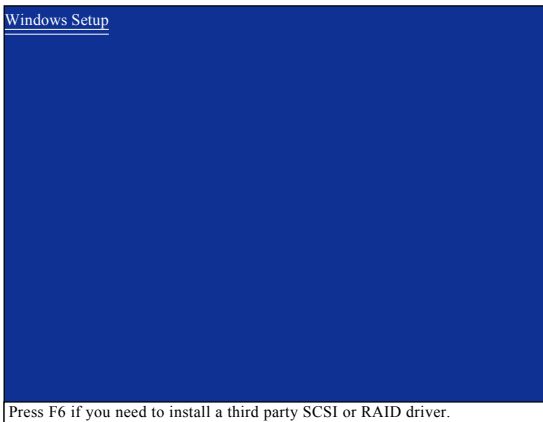 Windows Setup
Press F6 if you need to install a third party SCSI or RAID driver.